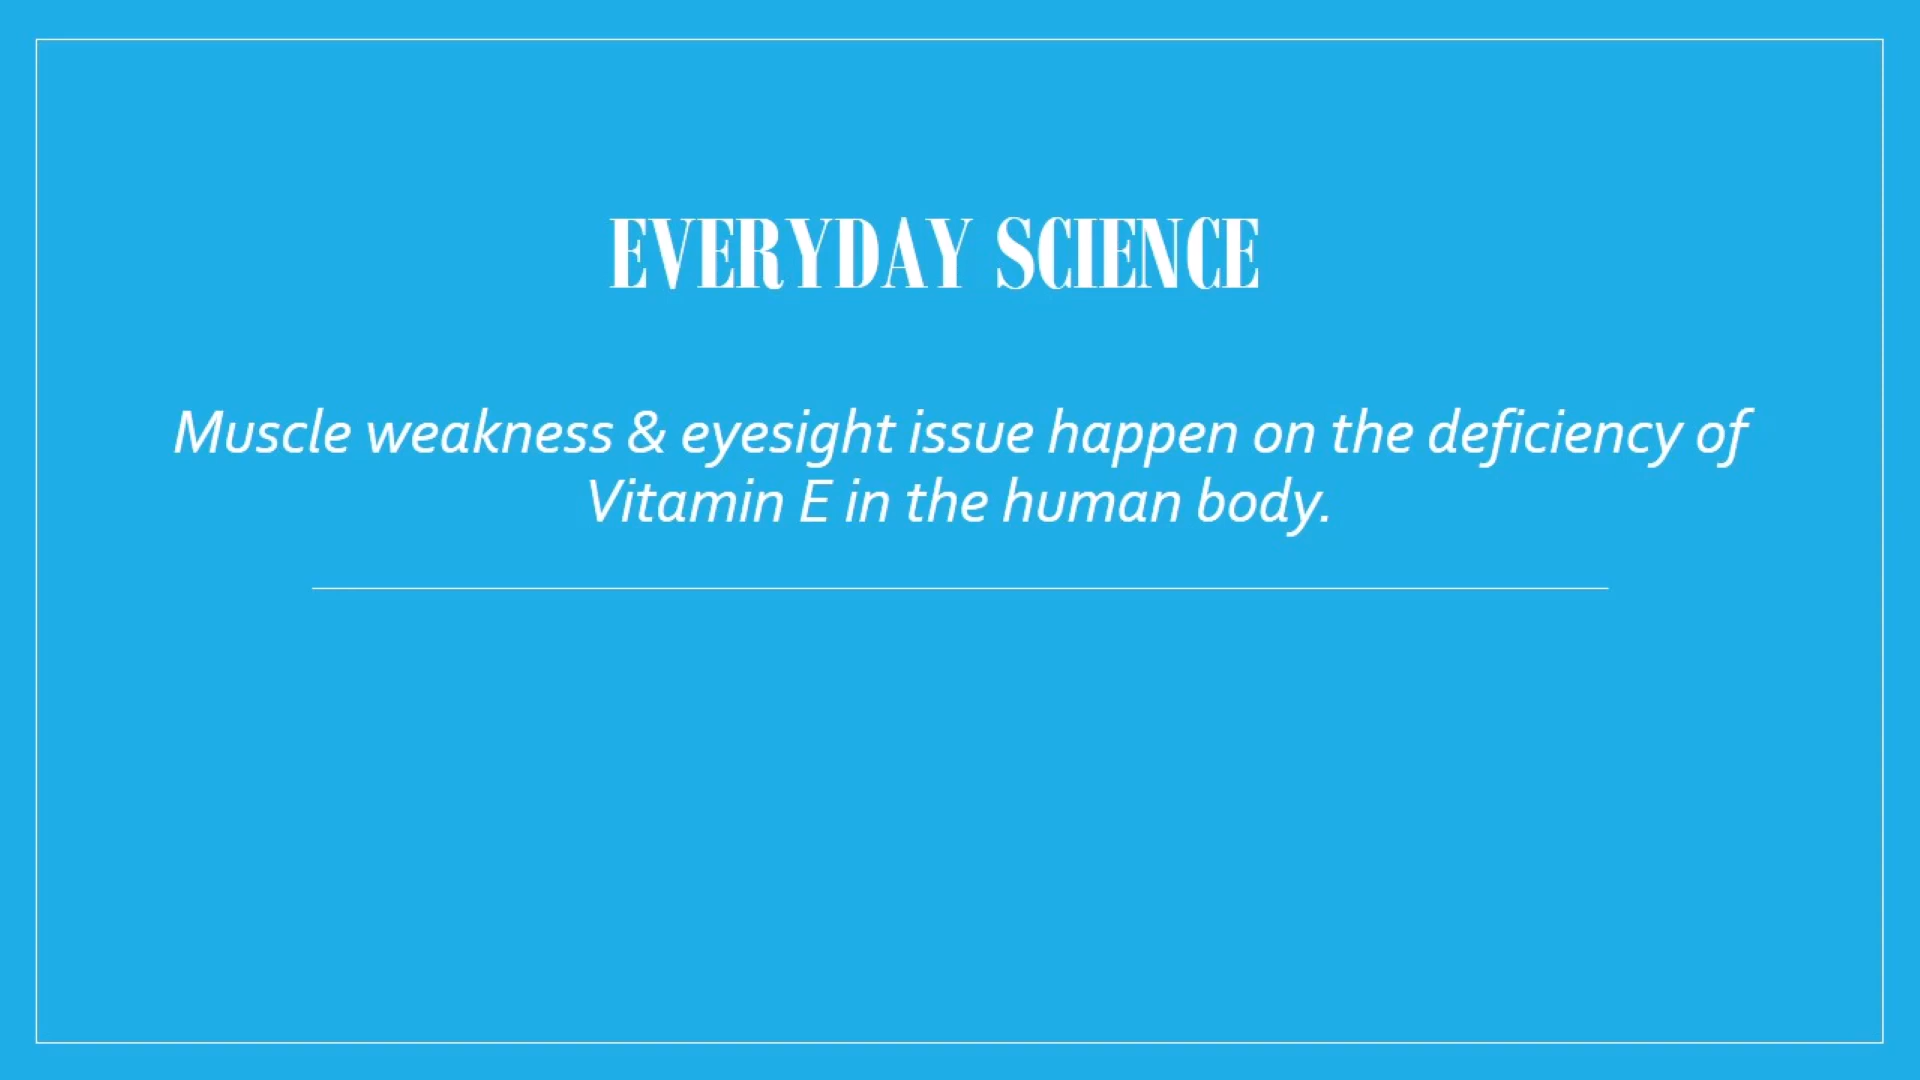 EVERYDAY SCIENCE
Muscle weakness & eyesight issue happen on the deficiency of
Vitamin E in the human body.